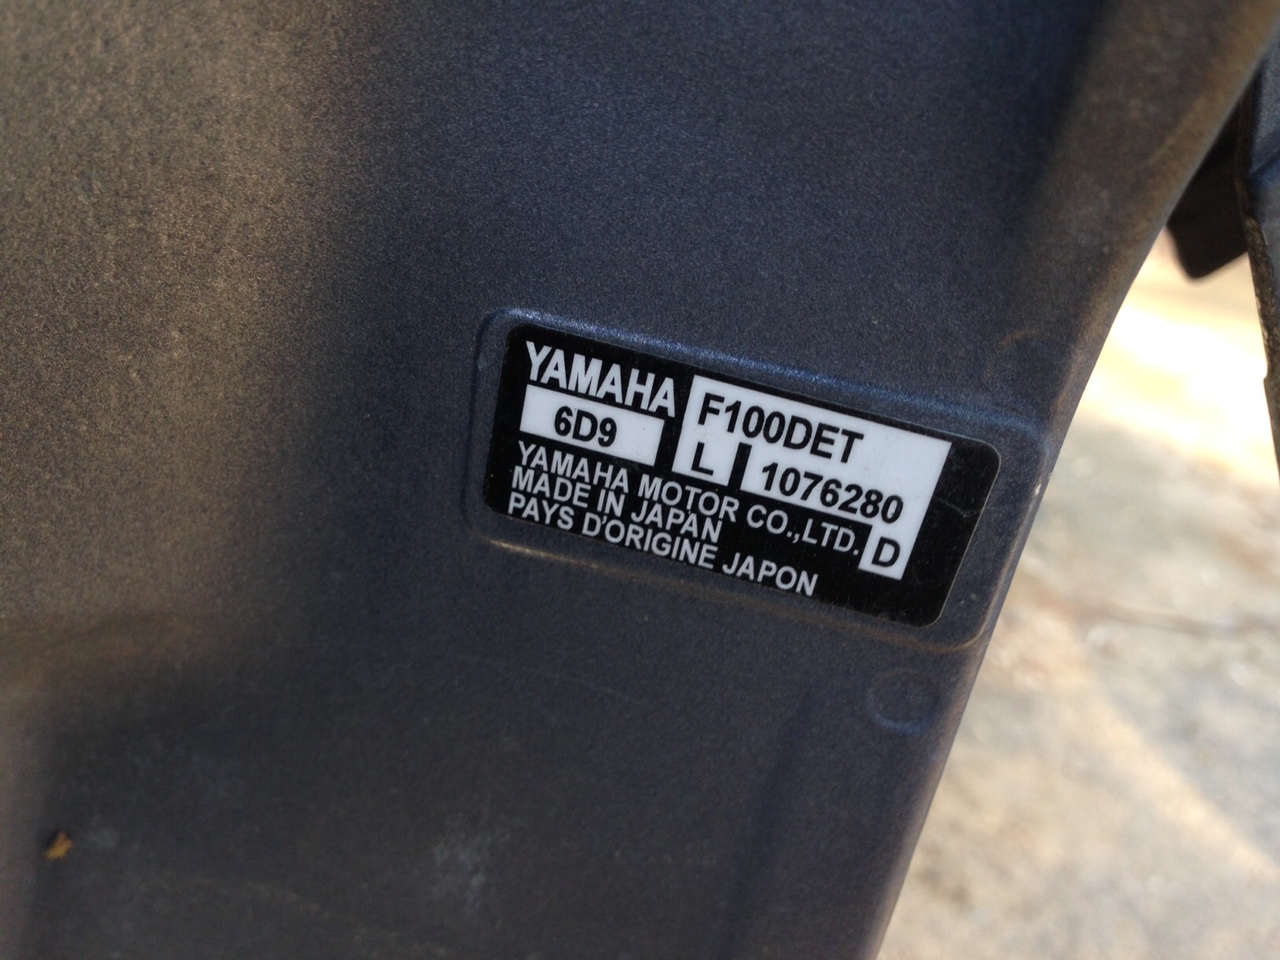 YAMAHA
F100DET
6D9
L 1076280
YAMAHA MOTOR CO.,LTD.
MADE IN JAPAN
D
PAYS D'ORIGINE JAPON